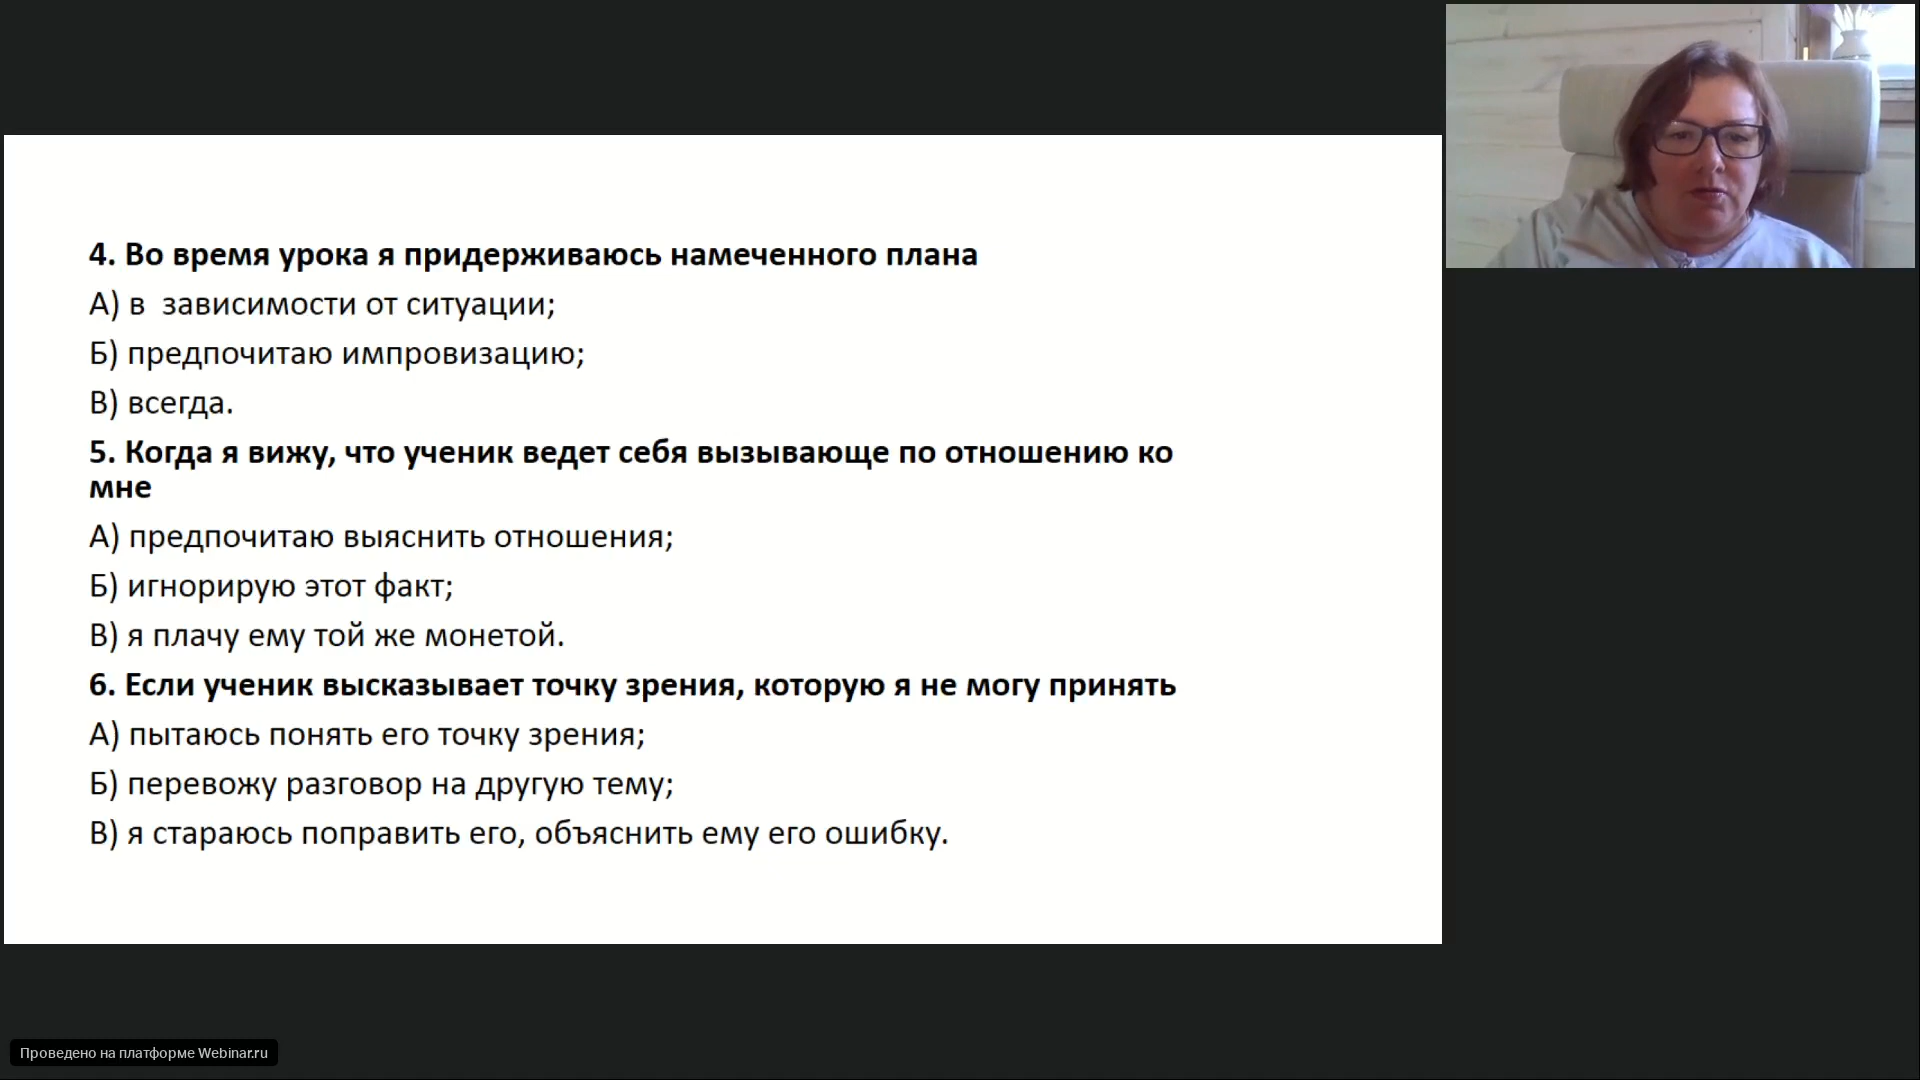 4. Во время урока я придерживаюсь намеченного плана
А) в  зависимости от ситуации;
Б) предпочитаю импровизацию;
В) всегда.
5. Когда я вижу, что ученик ведет себя вызывающе по отношению ко
мне
А) предпочитаю выяснить отношения;
Б) игнорирую этот факт;
В) я плачу ему той же монетой.
6. Если ученик высказывает точку зрения, которую я не могу принять
А) пытаюсь понять его точку зрения;
Б) перевожу разговор на другую тему;
В) я стараюсь поправить его, объяснить ему его ошибку.
Проведено на платформе Webinar.ru